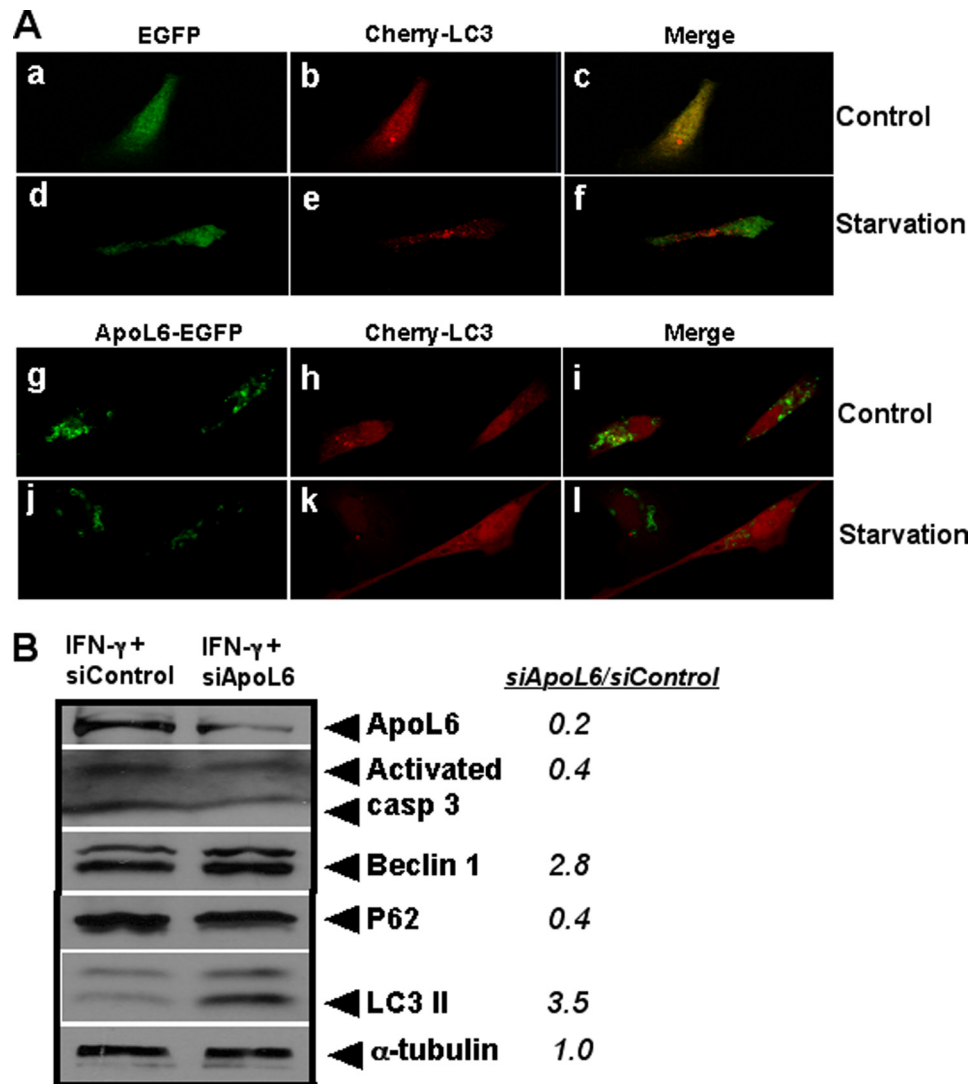 A
EGFP Cherry-LC3 Merge
a b c Control
d e f Starvation
ApoL6-EGFP Cherry-LC3 Merge
g h i Control
j k l Starvation
B
IFN-γ+ siControl
IFN-γ+ siApoL6
siApoL6/siControl
ApoL6 0.2
Activated 0.4
casp 3
Beclin 1 2.8
P62 0.4
LC3 II 3.5
α-tubulin 1.0